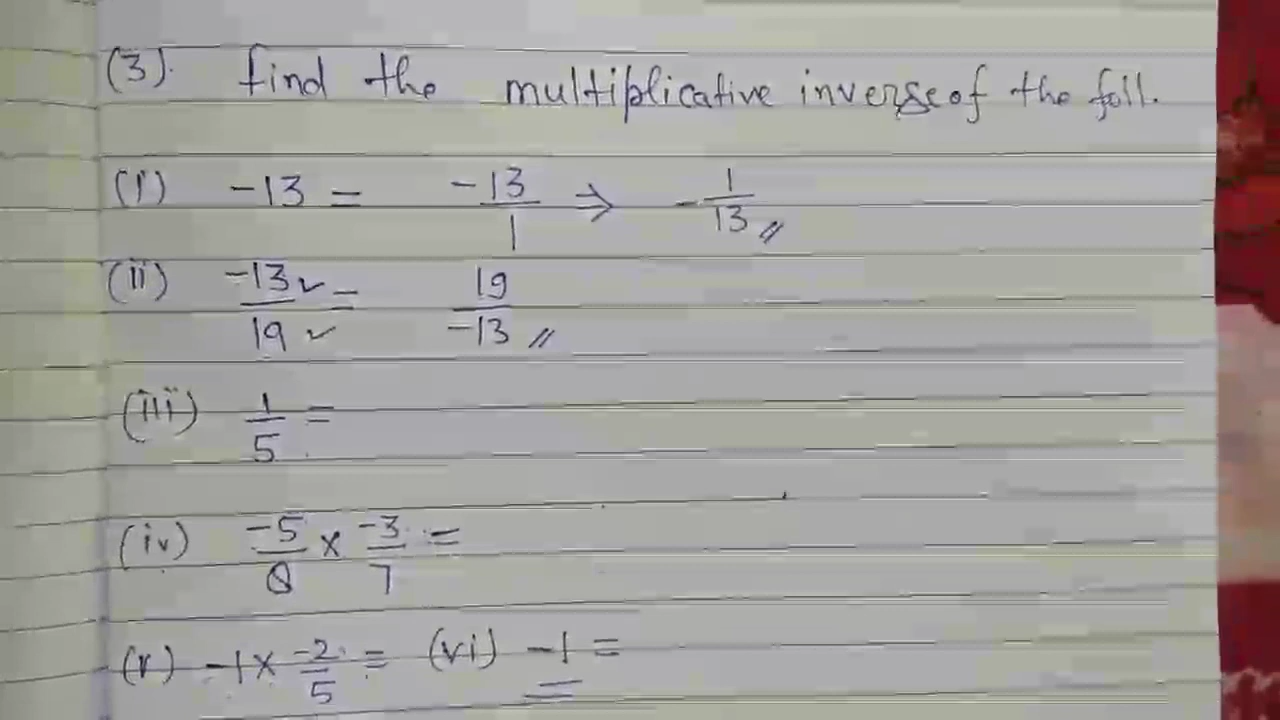 (3). find the multiplicative inverse of the foll.
(i) -13 = -13/1 ⇒ -1/13 //
(ii) -13/19 = 19/-13 //
(iii) 1/5 =
(iv) -5/8 × -3/7 =
(v) -1 × -2/5 = (vi) -1 =